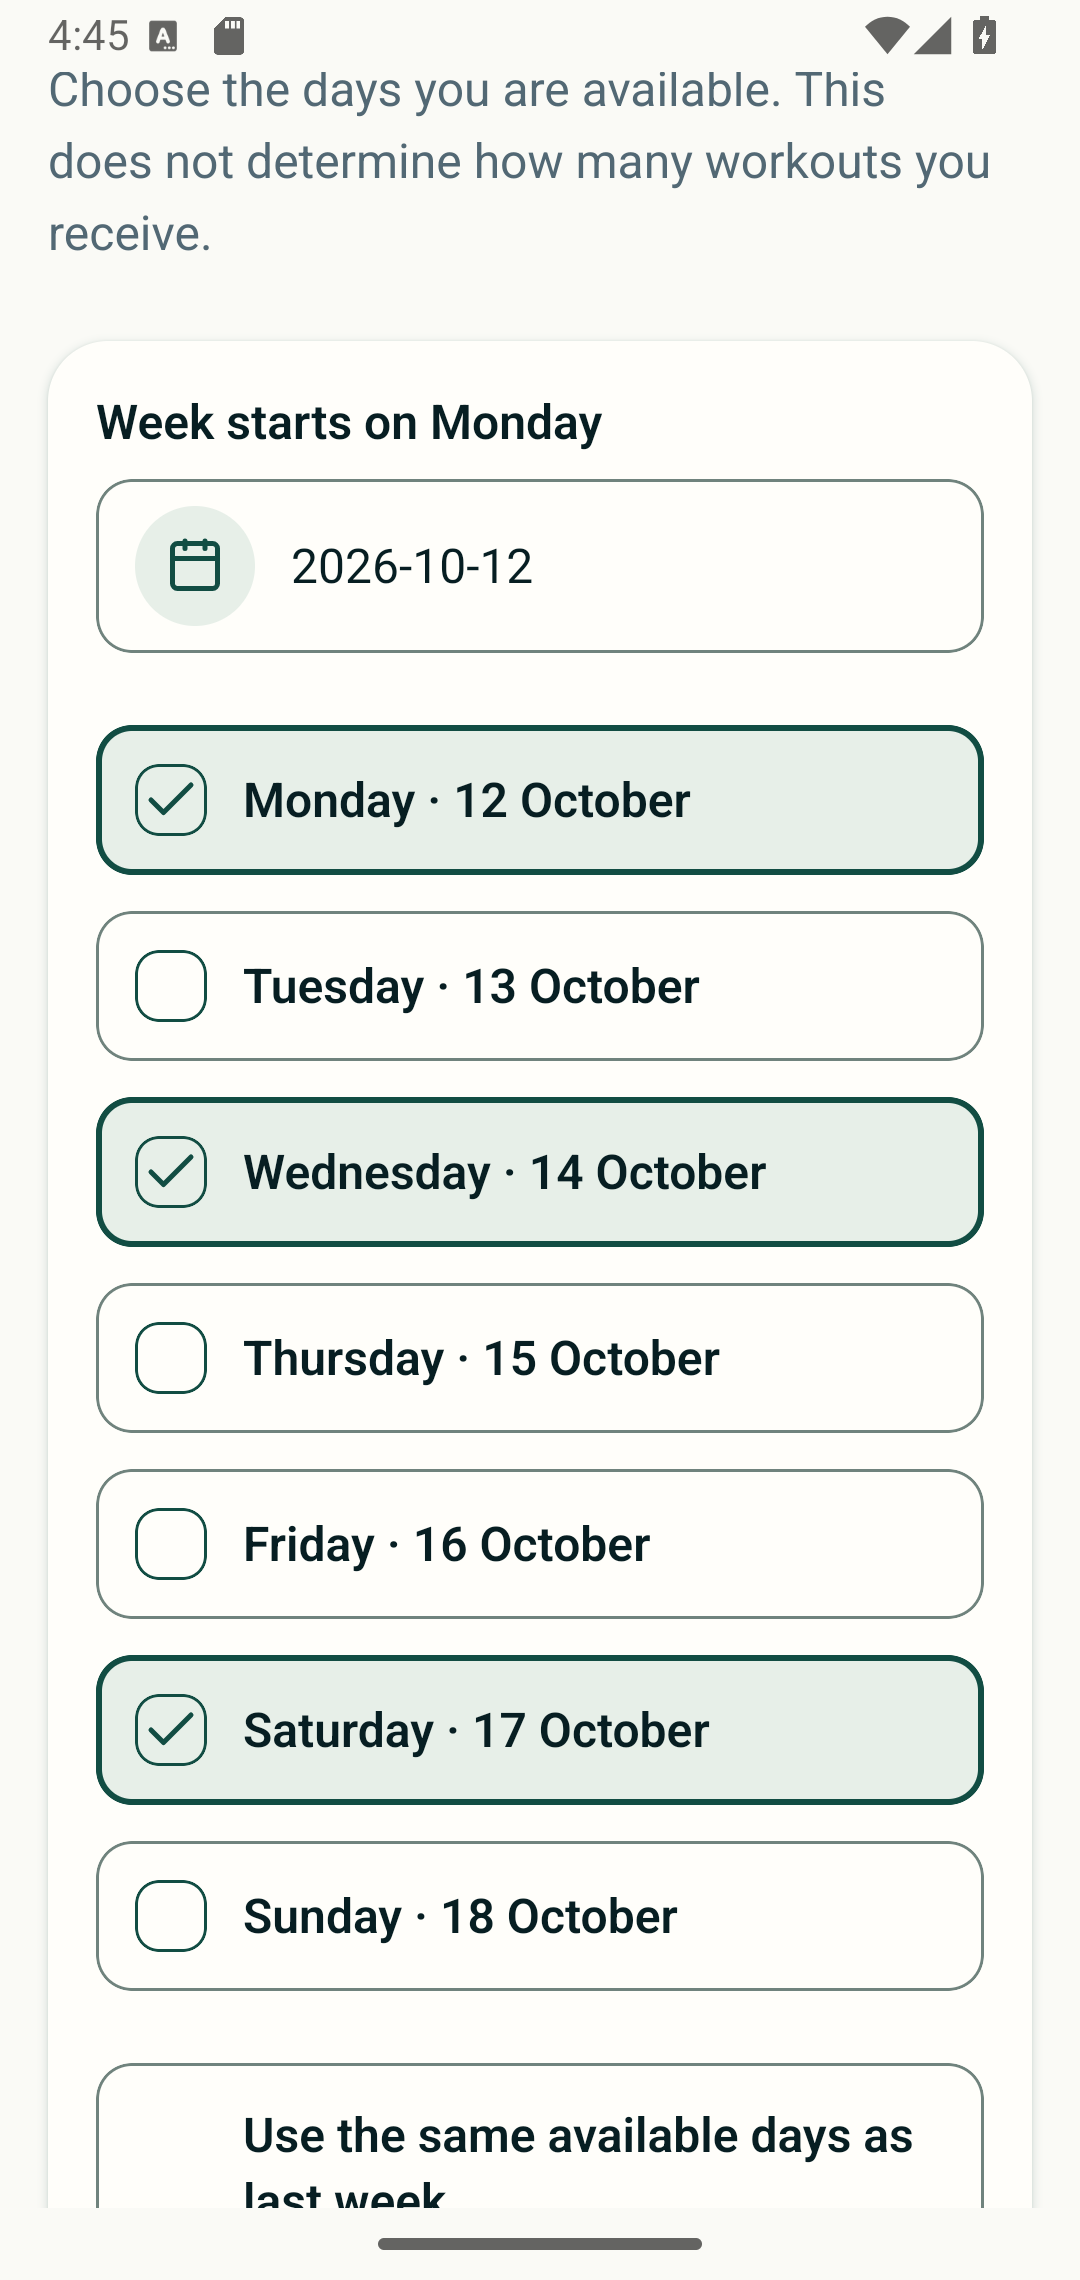 4:45
Choose the days you are available. This
does not determine how many workouts you
receive.
Week starts on Monday
2026-10-12
Monday · 12 October
Tuesday · 13 October
Wednesday · 14 October
Thursday · 15 October
Friday · 16 October
Saturday · 17 October
Sunday · 18 October
Use the same available days as
last week